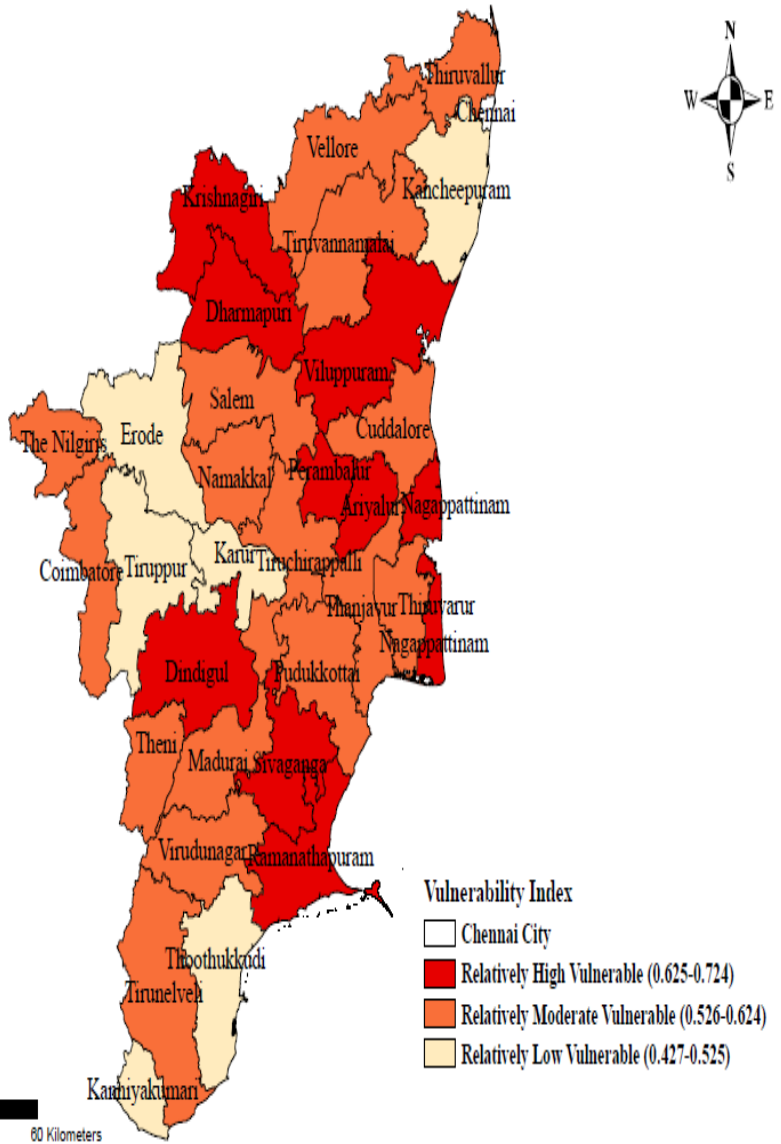 N
Thiruvallur
W
E
Chennai
Vellore
S
Kancheepuram
Krishnagiri
Tiruvannamalai
Dharmapuri
Viluppuram
Salem
Cuddalore
Erode
The Nilgiris
Perambalur
Namakkal
Ariyalur
Nagappattinam
Karur
Tiruchirappalli
Coimbatore
Tiruppur
Thanjavur
Thiruvarur
Nagappattinam
Dindigul
Pudukkottai
Theni
Madurai
Sivaganga
Virudunagar
Ramanathapuram
Vulnerability Index
Chennai City
Thoothukkudi
Relatively High Vulnerable (0.625-0.724)
Tirunelveli
Relatively Moderate Vulnerable (0.526-0.624)
Relatively Low Vulnerable (0.427-0.525)
Kanniyakumari
60 Kilometers